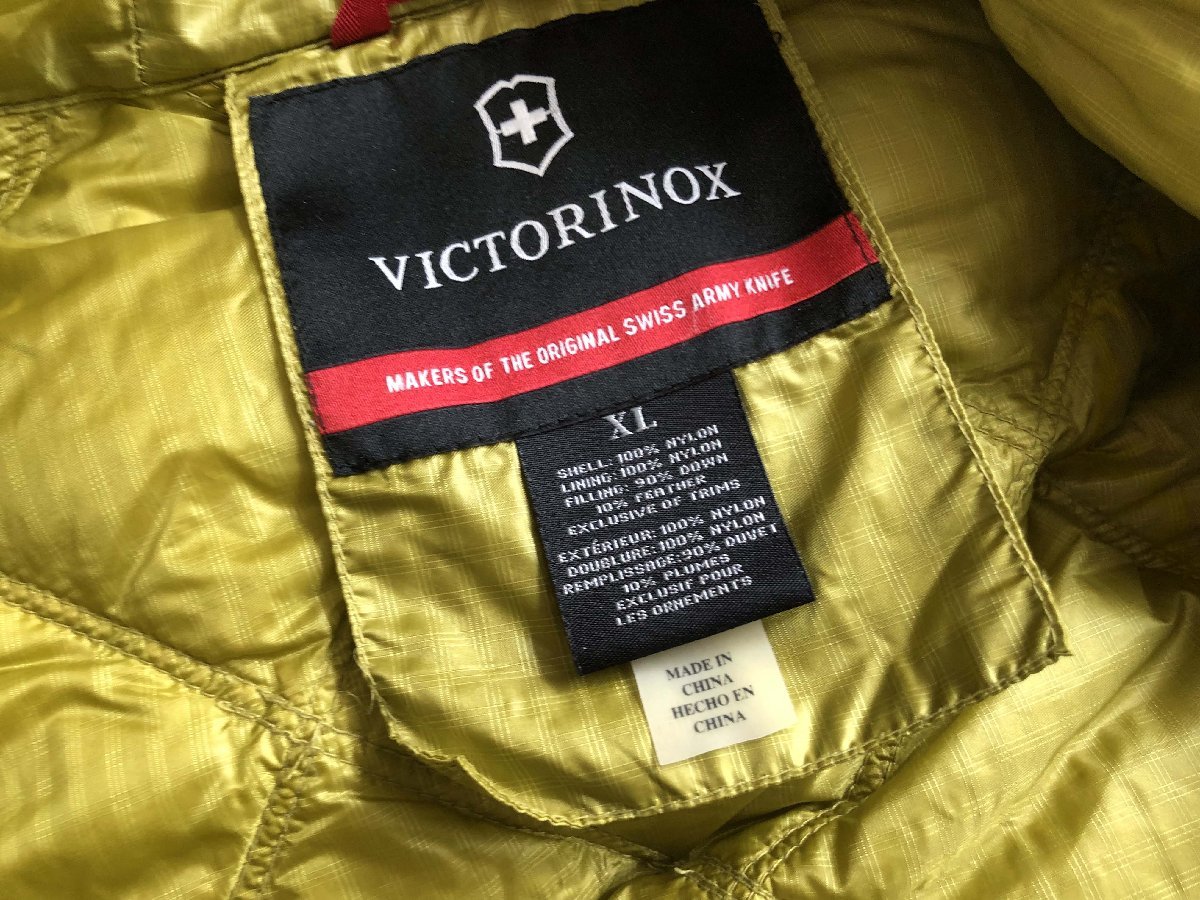 VICTORINOX
MAKERS OF THE ORIGINAL SWISS ARMY KNIFE
XL
SHELL: 100% NYLON
LINING: 100% NYLON
FILLING: 90% DOWN
10% FEATHER
EXCLUSIVE OF TRIMS
EXTÉRIEUR: 100% NYLON
DOUBLURE: 100% NYLON
REMPLISSAGE: 90% DUVET
10% PLUMES
EXCLUSIF POUR
LES ORNEMENTS
MADE IN
CHINA
HECHO EN
CHINA